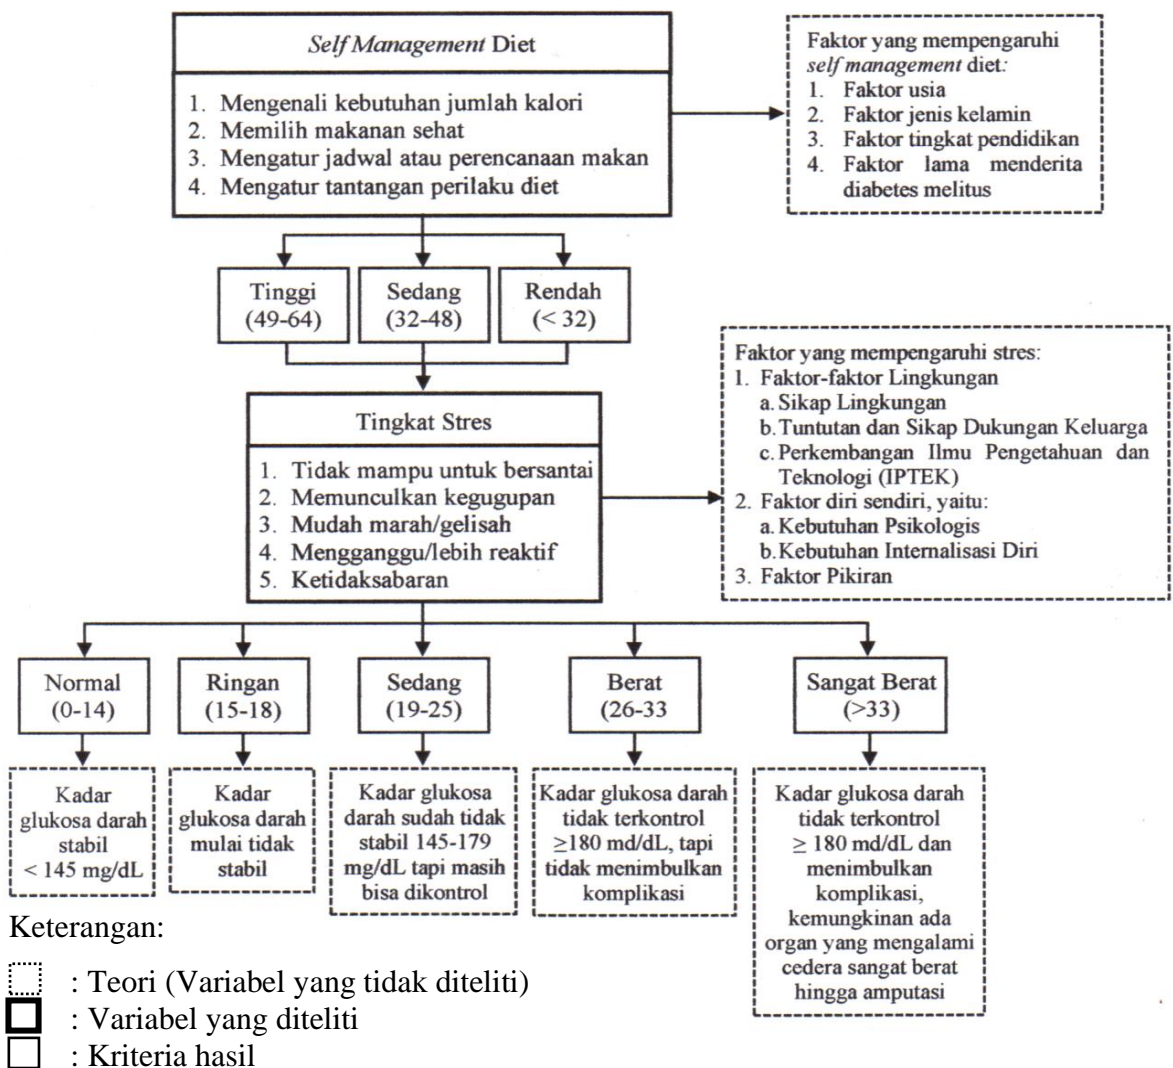 Self Management Diet
1. Mengenali kebutuhan jumlah kalori
2. Memilih makanan sehat
3. Mengatur jadwal atau perencanaan makan
4. Mengatur tantangan perilaku diet
Faktor yang mempengaruhi
self management diet:
1. Faktor usia
2. Faktor jenis kelamin
3. Faktor tingkat pendidikan
4. Faktor lama menderita
diabetes melitus
Tinggi
(49-64)
Sedang
(32-48)
Rendah
(< 32)
Tingkat Stres
1. Tidak mampu untuk bersantai
2. Memunculkan kegugupan
3. Mudah marah/gelisah
4. Mengganggu/lebih reaktif
5. Ketidaksabaran
Faktor yang mempengaruhi stres:
1. Faktor-faktor Lingkungan
a. Sikap Lingkungan
b. Tuntutan dan Sikap Dukungan Keluarga
c. Perkembangan Ilmu Pengetahuan dan
Teknologi (IPTEK)
2. Faktor diri sendiri, yaitu:
a. Kebutuhan Psikologis
b. Kebutuhan Internalisasi Diri
3. Faktor Pikiran
Normal
(0-14)
Ringan
(15-18)
Sedang
(19-25)
Berat
(26-33
Sangat Berat
(>33)
Kadar
glukosa darah
stabil
< 145 mg/dL
Kadar
glukosa darah
mulai tidak
stabil
Kadar glukosa
darah sudah tidak
stabil 145-179
mg/dL tapi masih
bisa dikontrol
Kadar glukosa darah
tidak terkontrol
≥180 md/dL, tapi
tidak menimbulkan
komplikasi
Kadar glukosa darah
tidak terkontrol
≥ 180 md/dL dan
menimbulkan
komplikasi,
kemungkinan ada
organ yang mengalami
cedera sangat berat
hingga amputasi
Keterangan:
: Teori (Variabel yang tidak diteliti)
: Variabel yang diteliti
: Kriteria hasil